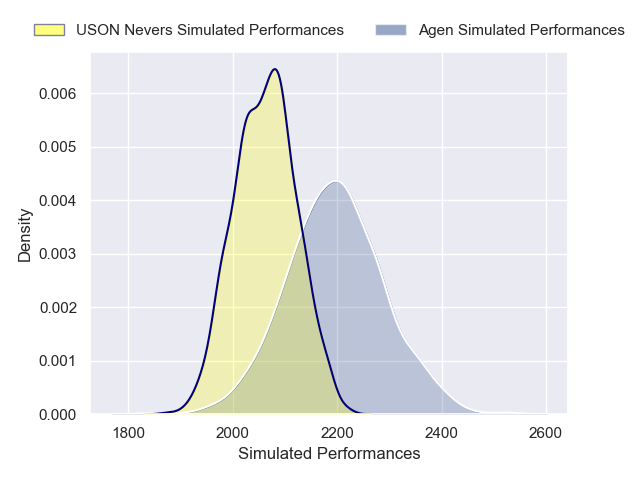 USON Nevers Simulated Performances
Agen Simulated Performances
0.006
0.005
0.004
0.003
0.002
0.001
0.000
Density
1800 2000 2200 2400 2600
Simulated Performances